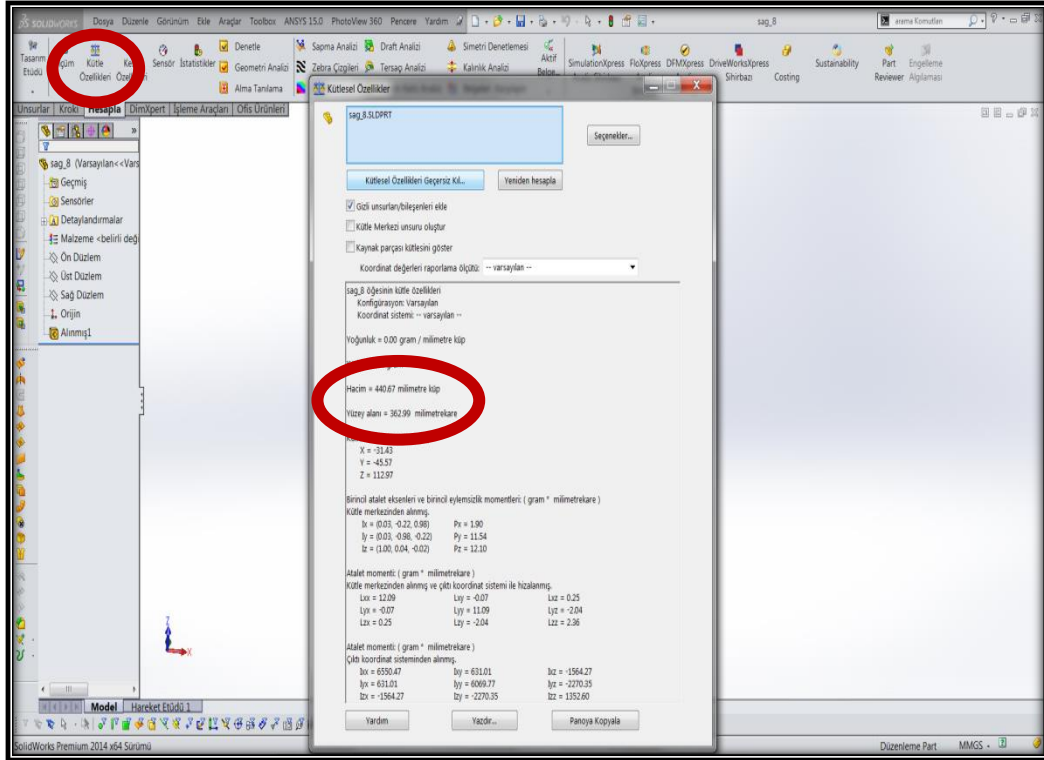 SOLIDWORKS Dosya Düzenle Görünüm Ekle Araçlar Toolbox ANSYS 15.0 PhotoView 360 Pencere Yardım
sag_8
arama Komutları
Tasarım Etüdü
Kütle Özellikleri
Sensör
İstatistikler
Denetle
Geometri Analizi
Alma Tanılama
Sapma Analizi
Zebra Çizgileri
Draft Analizi
Tersaçı Analizi
Simetri Denetlemesi
Kalınlık Analizi
Aktif
SimulationXpress
FloXpress
DFMXpress
DriveWorksXpress
Shirbazı
Costing
Sustainability
Part Reviewer
Engelleme Algılaması
Unsurlar Kroki Hesapla DimXpert İşleme Araçları Ofis Ürünleri
sag_8 (Varsayılan<<Vars
Geçmiş
Sensörler
Detaylandırmalar
Malzeme <belirli deği
Ön Düzlem
Üst Düzlem
Sağ Düzlem
Orijin
Alınmış1
Kütlesel Özellikler
sag_8.SLDPRT
Seçenekler...
Kütlesel Özellikleri Geçersiz Kıl...
Yeniden hesapla
Gizli unsurları/bileşenleri ekle
Kütle Merkezi unsuru oluştur
Kaynak parçası kütlesini göster
Koordinat değerleri raporlama ölçütü: -- varsayılan --
sag_8 öğesinin kütle özellikleri
Konfigürasyon: Varsayılan
Koordinat sistemi: -- varsayılan --
Yoğunluk = 0.00 gram / milimetre küp
Hacim = 440.67 milimetre küp
Yüzey alanı = 362.99 milimetrekare
X = -31.43
Y = -45.57
Z = 112.97
Birincil atalet eksenleri ve birincil eylemsizlik momentleri: ( gram * milimetrekare )
Kütle merkezinden alınmış.
Ix = (0.03, -0.22, 0.98) Px = 1.90
Iy = (0.03, -0.98, -0.22) Py = 11.54
Iz = (1.00, 0.04, -0.02) Pz = 12.10
Atalet momenti: ( gram * milimetrekare )
Kütle merkezinden alınmış ve çıktı koordinat sistemi ile hizalanmış.
Lxx = 12.09 Lxy = -0.07 Lxz = 0.25
Lyx = -0.07 Lyy = 11.09 Lyz = -2.04
Lzx = 0.25 Lzy = -2.04 Lzz = 2.36
Atalet momenti: ( gram * milimetrekare )
Çıktı koordinat sisteminden alınmış.
Ixx = 6550.47 Ixy = 631.01 Ixz = -1564.27
Iyx = 631.01 Iyy = 6069.77 Iyz = -2270.35
Izx = -1564.27 Izy = -2270.35 Izz = 1352.60
Yardım
Yazdır...
Panoya Kopyala
Z
X
Model Hareket Etüdü 1
SolidWorks Premium 2014 x64 Sürümü
Düzenleme Part
MMGS